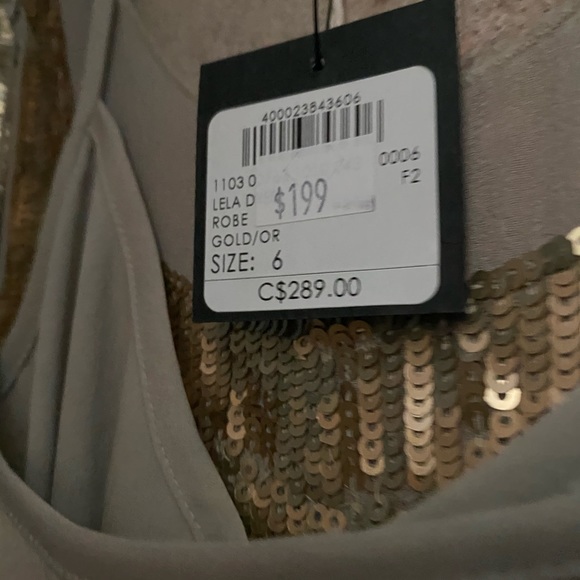 400023843606
1103 0 0006
LELA D F2
$199
ROBE
GOLD/OR
SIZE: 6
C$289.00